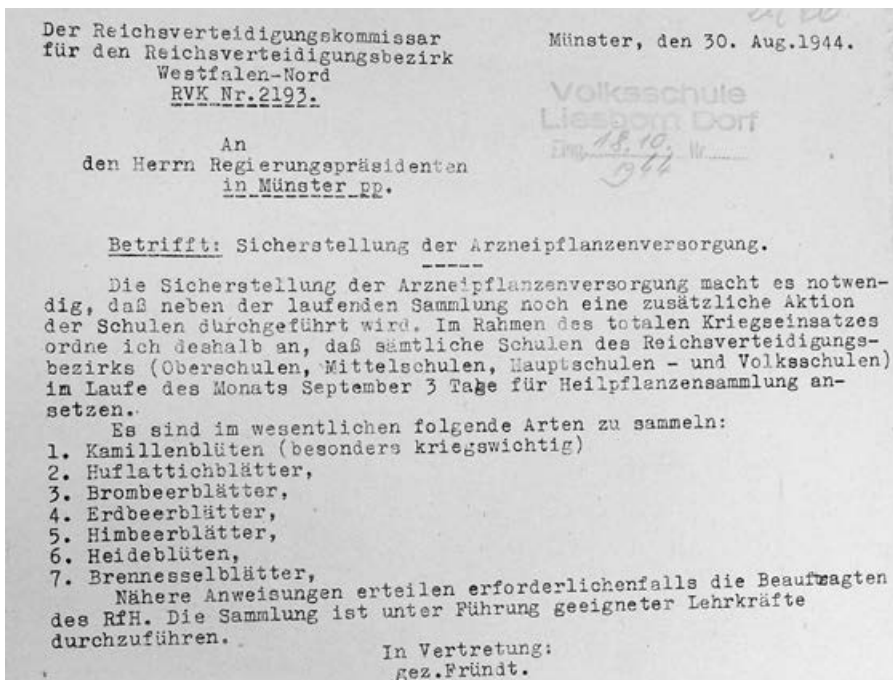 Der Reichsverteidigungskommissar
für den Reichsverteidigungsbezirk
Westfalen-Nord
RVK Nr.2193.
Münster, den 30. Aug.1944.
Volksschule
Liesborn Dorf
Eing. 18.10. Nr.
1944
An
den Herrn Regierungspräsidenten
in Münster pp.
Betrifft: Sicherstellung der Arzneipflanzenversorgung.
Die Sicherstellung der Arzneipflanzenversorgung macht es notwen-
dig, daß neben der laufenden Sammlung noch eine zusätzliche Aktion
der Schulen durchgeführt wird. Im Rahmen des totalen Kriegseinsatzes
ordne ich deshalb an, daß sämtliche Schulen des Reichsverteidigungs-
bezirks (Oberschulen, Mittelschulen, Hauptschulen - und Volksschulen)
im Laufe des Monats September 3 Tage für Heilpflanzensammlung an-
setzen.
Es sind im wesentlichen folgende Arten zu sammeln:
1. Kamillenblüten (besonders kriegswichtig)
2. Huflattichblätter,
3. Brombeerblätter,
4. Erdbeerblätter,
5. Himbeerblätter,
6. Heideblüten,
7. Brennesselblätter,
Nähere Anweisungen erteilen erforderlichenfalls die Beauftragten
des RfH. Die Sammlung ist unter Führung geeigneter Lehrkräfte
durchzuführen.
In Vertretung:
gez.Fründt.